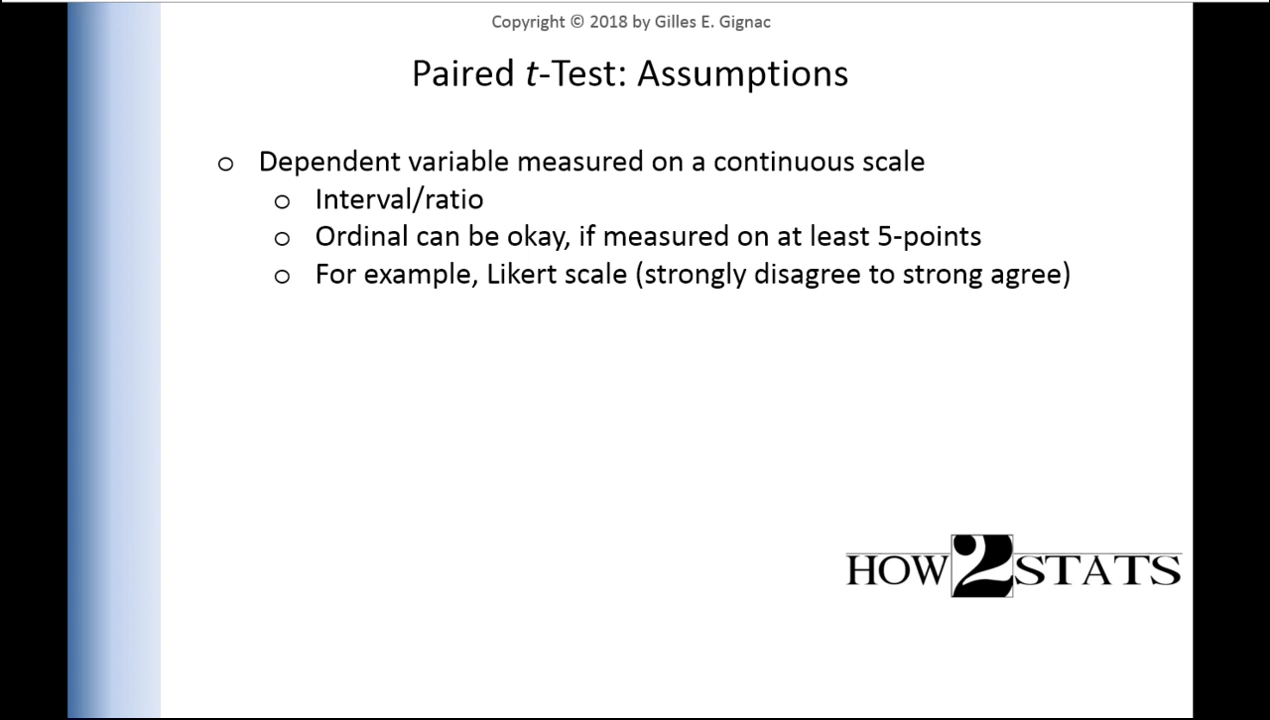 Copyright © 2018 by Gilles E. Gignac
Paired t-Test: Assumptions
o Dependent variable measured on a continuous scale
o Interval/ratio
o Ordinal can be okay, if measured on at least 5-points
o For example, Likert scale (strongly disagree to strong agree)
HOW2STATS